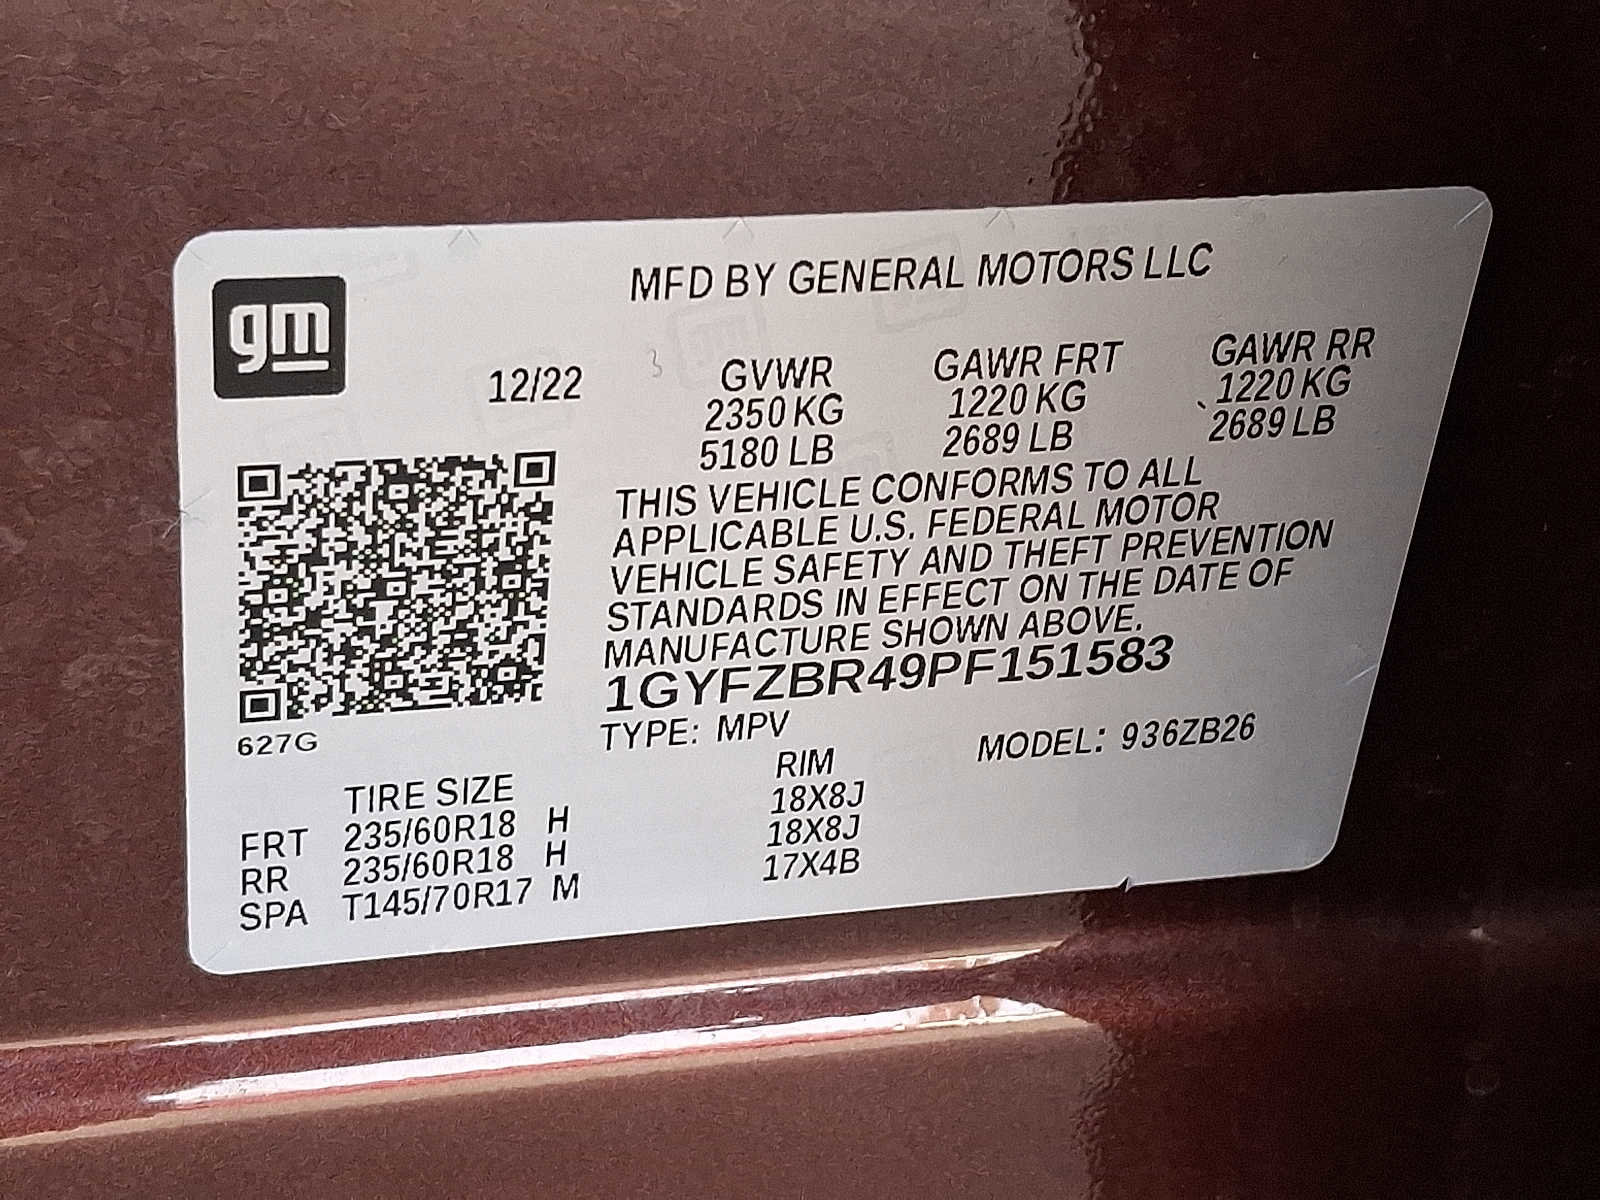 gm
MFD BY GENERAL MOTORS LLC
12/22 GVWR GAWR FRT GAWR RR
2350 KG 1220 KG 1220 KG
5180 LB 2689 LB 2689 LB
THIS VEHICLE CONFORMS TO ALL
APPLICABLE U.S. FEDERAL MOTOR
VEHICLE SAFETY AND THEFT PREVENTION
STANDARDS IN EFFECT ON THE DATE OF
MANUFACTURE SHOWN ABOVE.
1GYFZBR49PF151583
627G
TYPE: MPV MODEL: 936ZB26
TIRE SIZE RIM
FRT 235/60R18 H 18X8J
RR 235/60R18 H 18X8J
SPA T145/70R17 M 17X4B